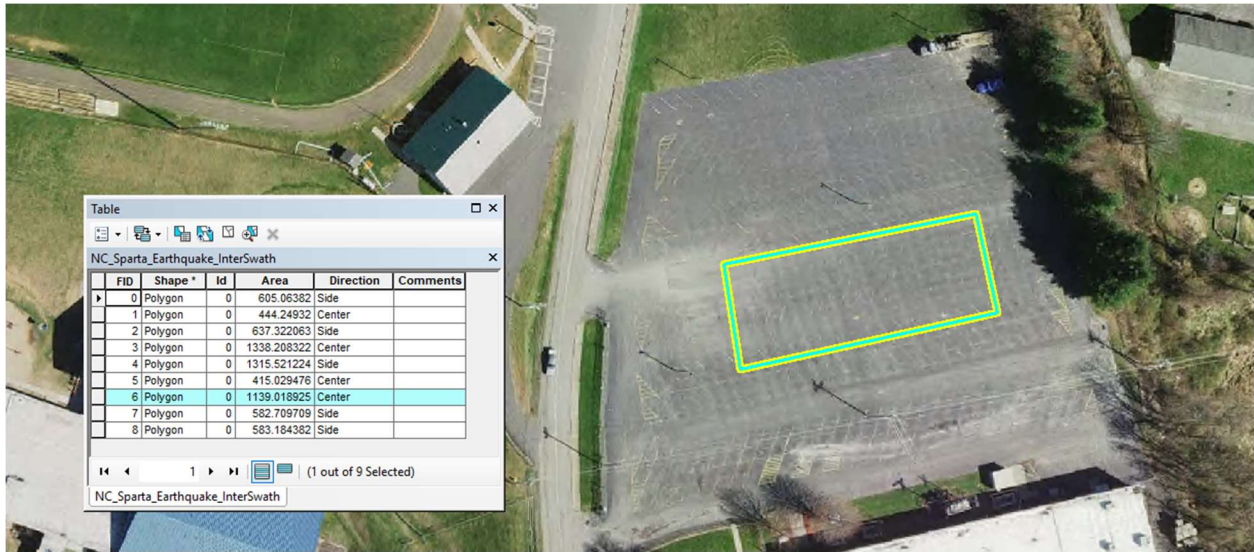 Table
NC_Sparta_Earthquake_InterSwath
FID Shape * Id Area Direction Comments
0 Polygon 0 605.06382 Side
1 Polygon 0 444.24932 Center
2 Polygon 0 637.322063 Side
3 Polygon 0 1338.208322 Center
4 Polygon 0 1315.521224 Side
5 Polygon 0 415.029476 Center
6 Polygon 0 1139.018925 Center
7 Polygon 0 582.709709 Side
8 Polygon 0 583.184382 Side
1 (1 out of 9 Selected)
NC_Sparta_Earthquake_InterSwath